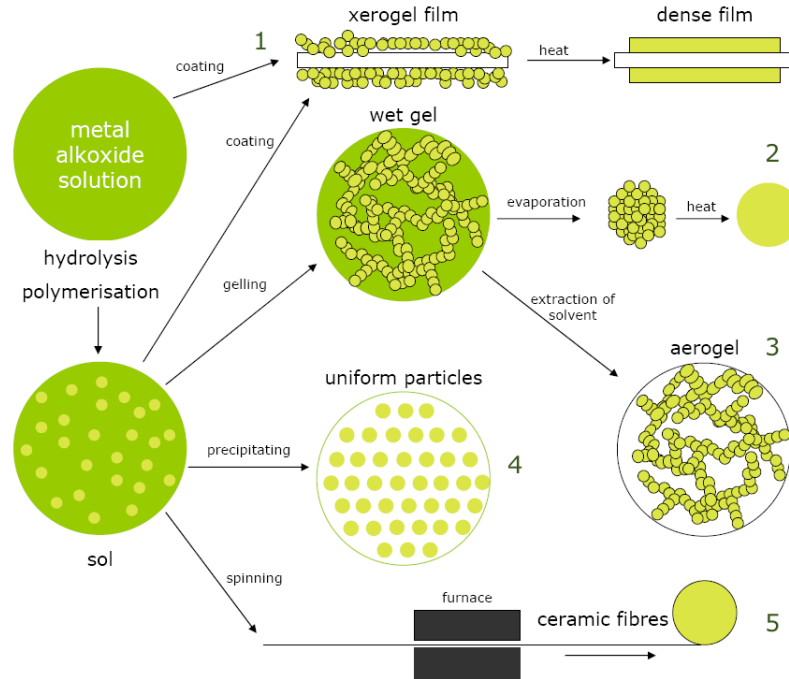 xerogel film
dense film
1
coating
heat
metal
alkoxide
solution
coating
wet gel
2
evaporation
heat
hydrolysis
polymerisation
gelling
extraction of
solvent
aerogel
3
uniform particles
precipitating
4
sol
spinning
furnace
ceramic fibres
5